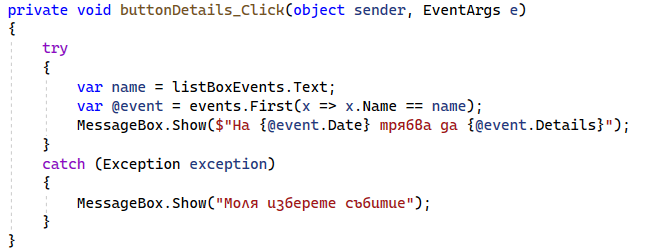 private void buttonDetails_Click(object sender, EventArgs e)
{
    try
    {
        var name = listBoxEvents.Text;
        var @event = events.First(x => x.Name == name);
        MessageBox.Show($"На {@event.Date} трябва да {@event.Details}");
    }
    catch (Exception exception)
    {
        MessageBox.Show("Моля изберете събитие");
    }
}